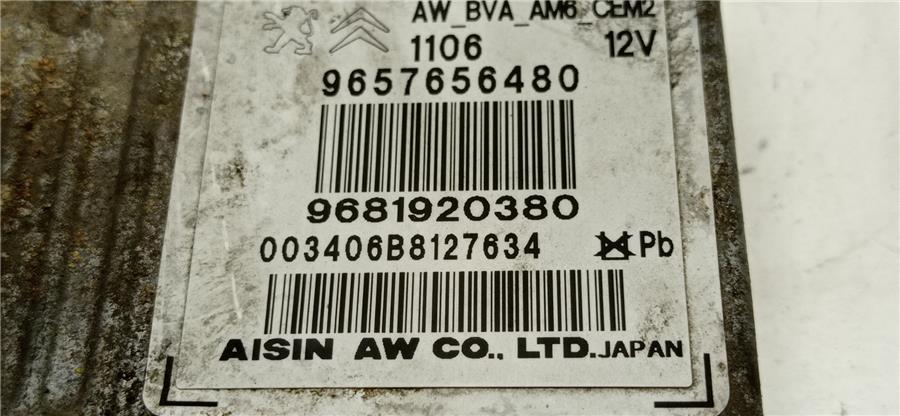 AW_BVA_AM6_CEM2
1106 12V
9657656480
9681920380
003406B8127634 Pb
AISIN AW CO., LTD. JAPAN